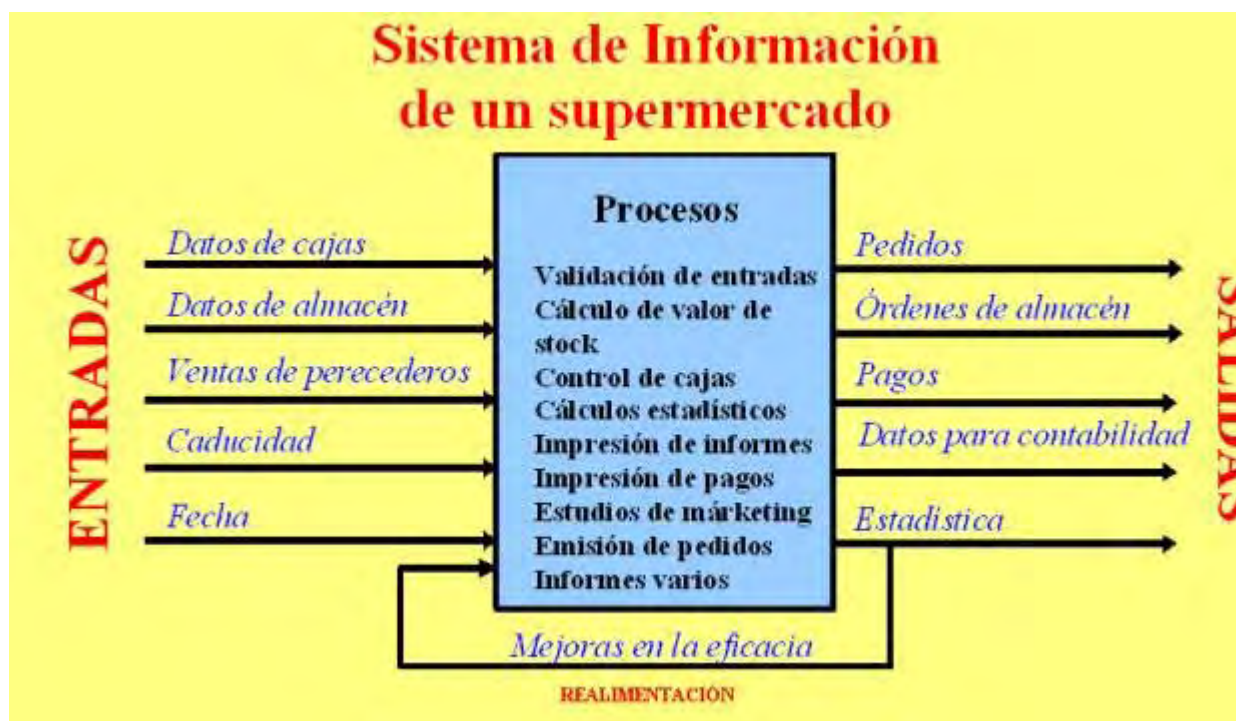 Sistema de Información
de un supermercado
ENTRADAS
Datos de cajas
Datos de almacén
Ventas de perecederos
Caducidad
Fecha
Procesos
Validación de entradas
Cálculo de valor de
stock
Control de cajas
Cálculos estadísticos
Impresión de informes
Impresión de pagos
Estudios de márketing
Emisión de pedidos
Informes varios
Pedidos
Órdenes de almacén
Pagos
Datos para contabilidad
Estadística
SALIDAS
Mejoras en la eficacia
REALIMENTACIÓN